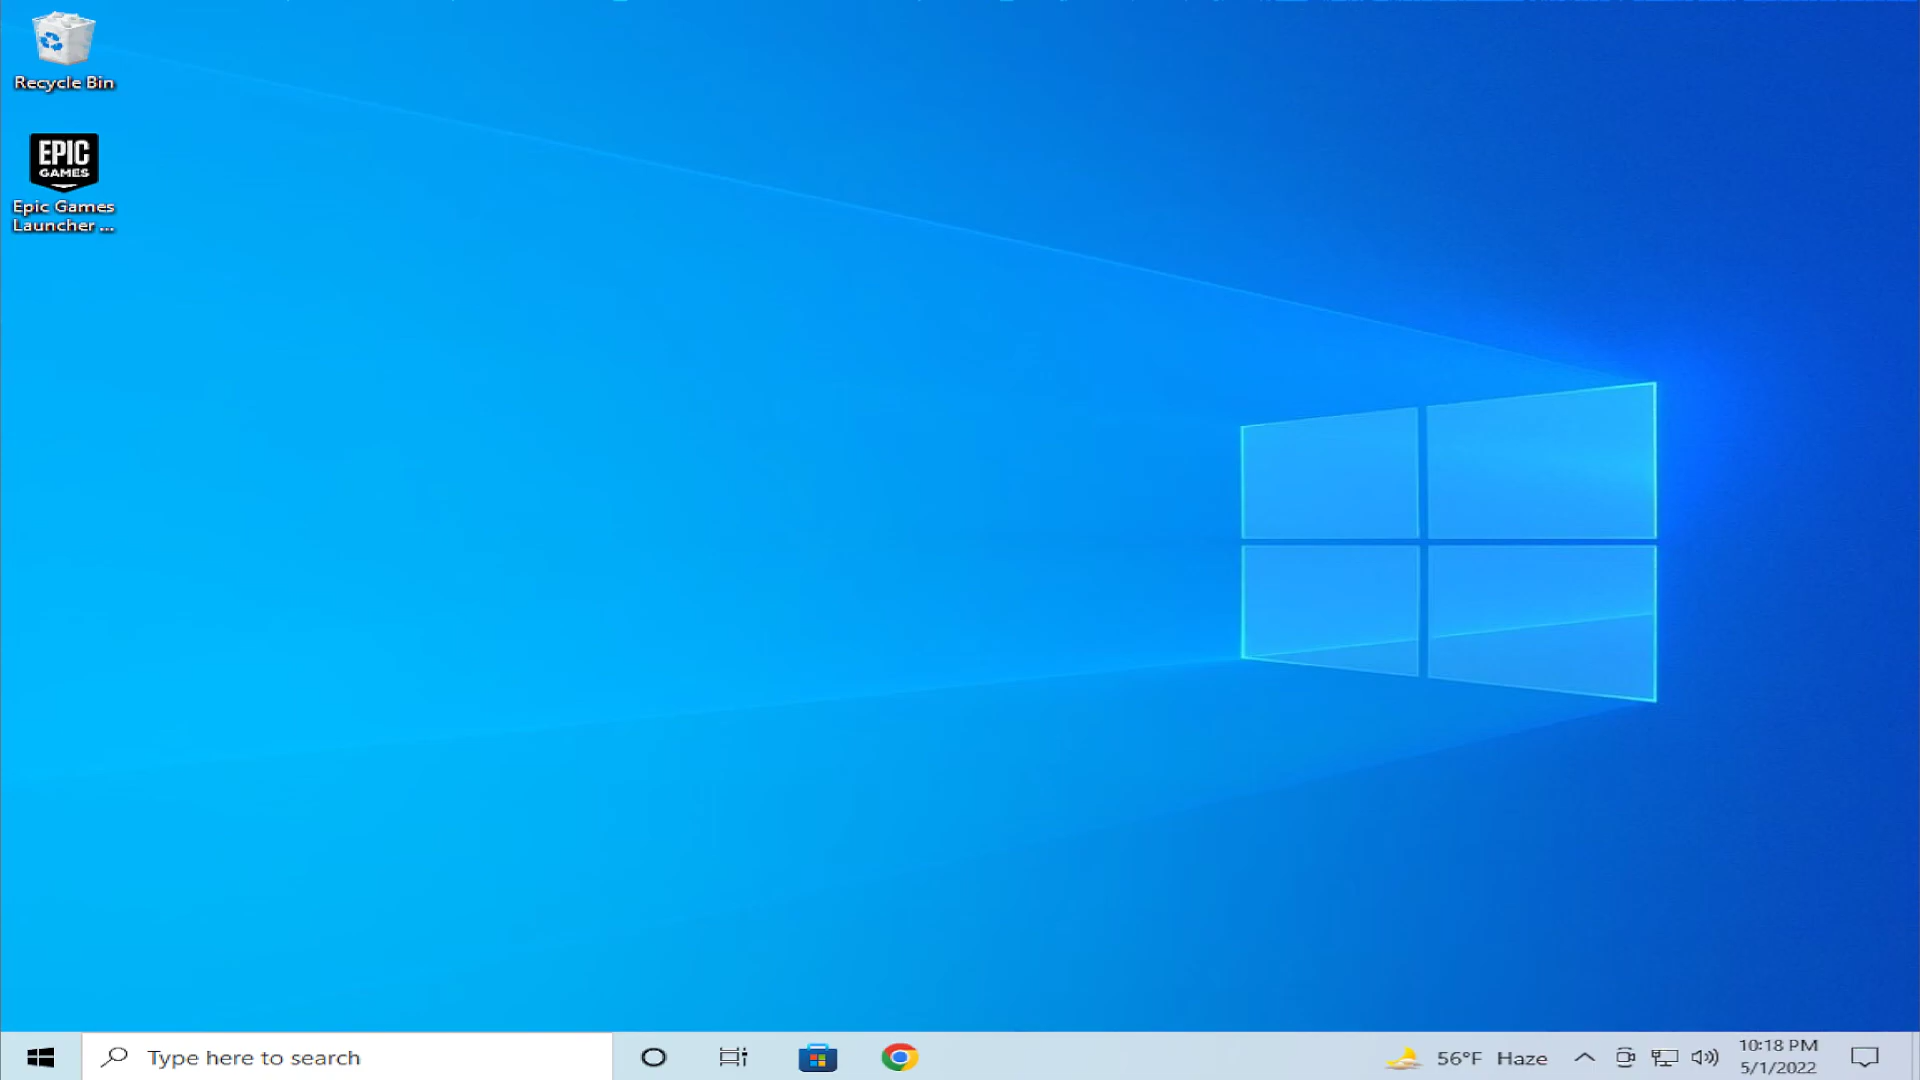 Recycle Bin
EPIC
GAMES
Epic Games
Launcher ...
Type here to search
56°F Haze
10:18 PM
5/1/2022